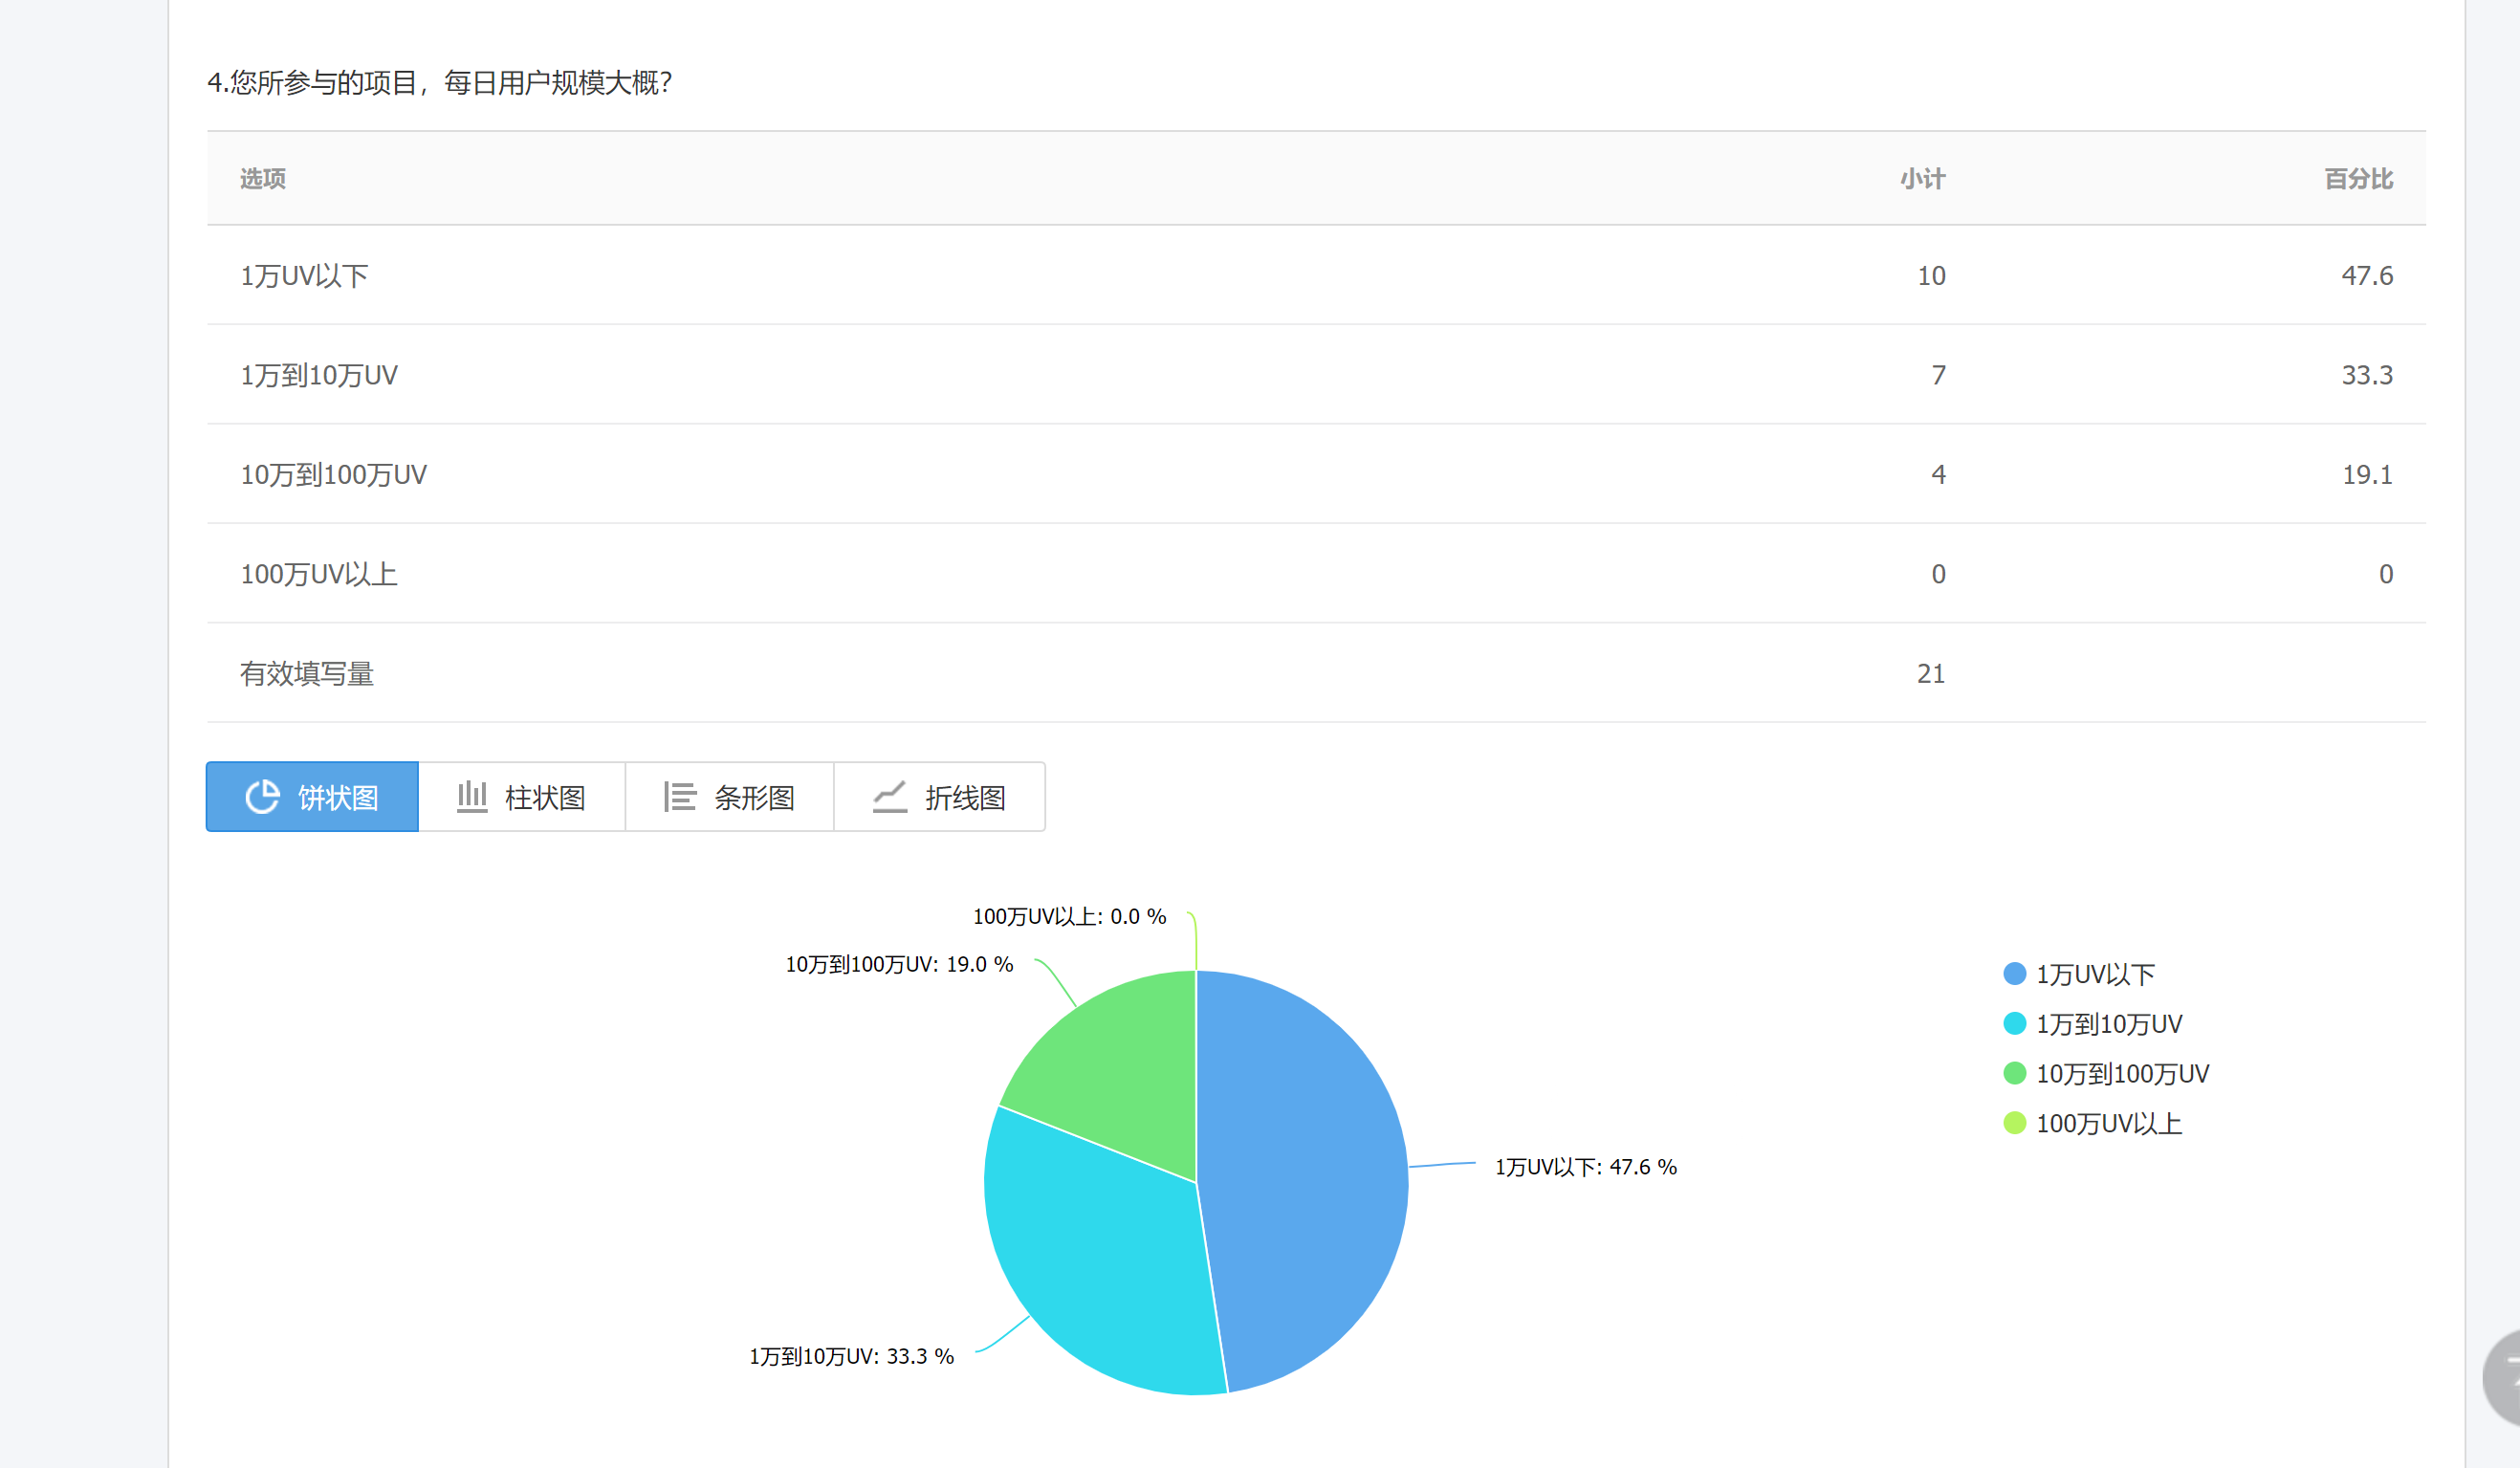 4.您所参与的项目，每日用户规模大概？
选项 小计 百分比
1万UV以下 10 47.6
1万到10万UV 7 33.3
10万到100万UV 4 19.1
100万UV以上 0 0
有效填写量 21
饼状图 柱状图 条形图 折线图
100万UV以上: 0.0 %
10万到100万UV: 19.0 %
1万UV以下
1万到10万UV
10万到100万UV
100万UV以上
1万UV以下: 47.6 %
1万到10万UV: 33.3 %